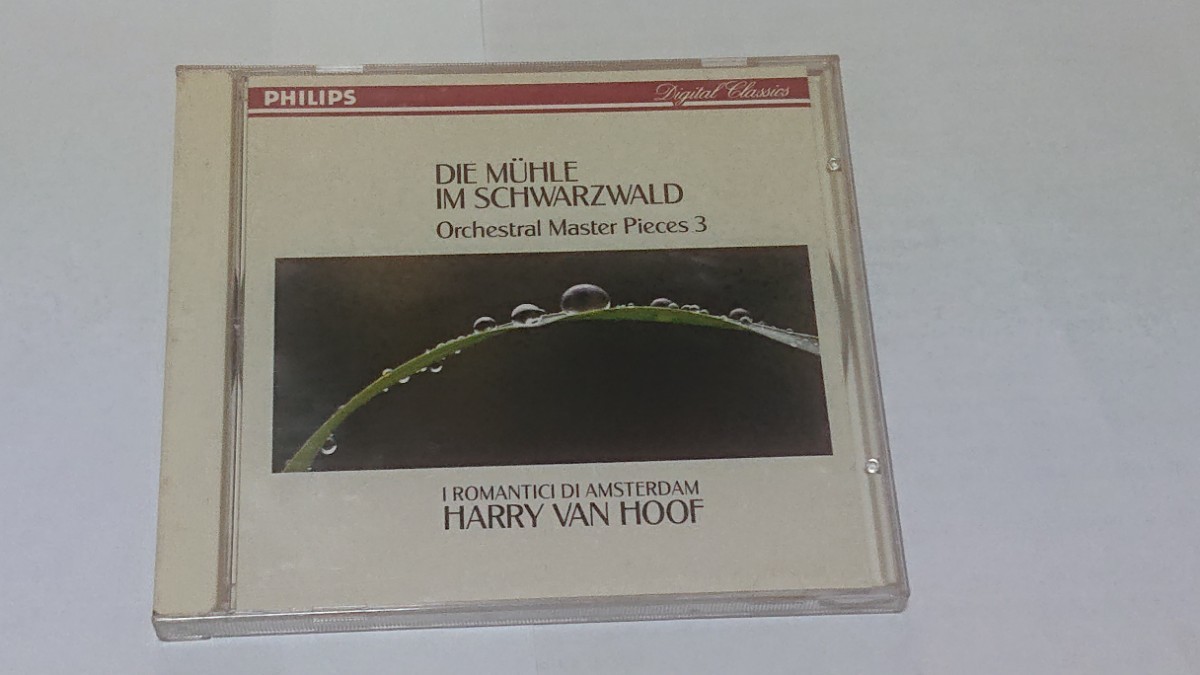 PHILIPS
Digital Classics
DIE MÜHLE
IM SCHWARZWALD
Orchestral Master Pieces 3
I ROMANTICI DI AMSTERDAM
HARRY VAN HOOF